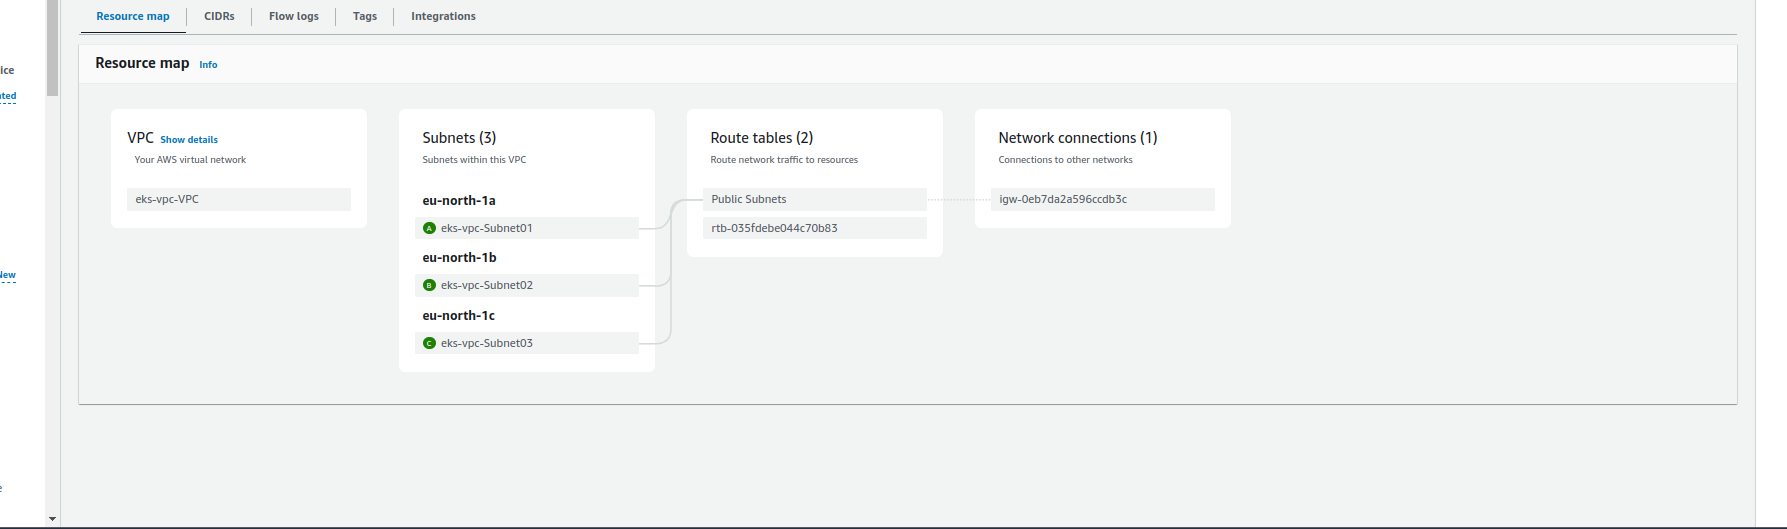 Resource map
CIDRs
Flow logs
Tags
Integrations
ice
Resource map Info
VPC Show details
Your AWS virtual network
eks-vpc-VPC
Subnets (3)
Subnets within this VPC
eu-north-1a
A eks-vpc-Subnet01
eu-north-1b
B eks-vpc-Subnet02
eu-north-1c
C eks-vpc-Subnet03
Route tables (2)
Route network traffic to resources
Public Subnets
rtb-035fdebe044c70b83
Network connections (1)
Connections to other networks
igw-0eb7da2a596ccdb3c
New